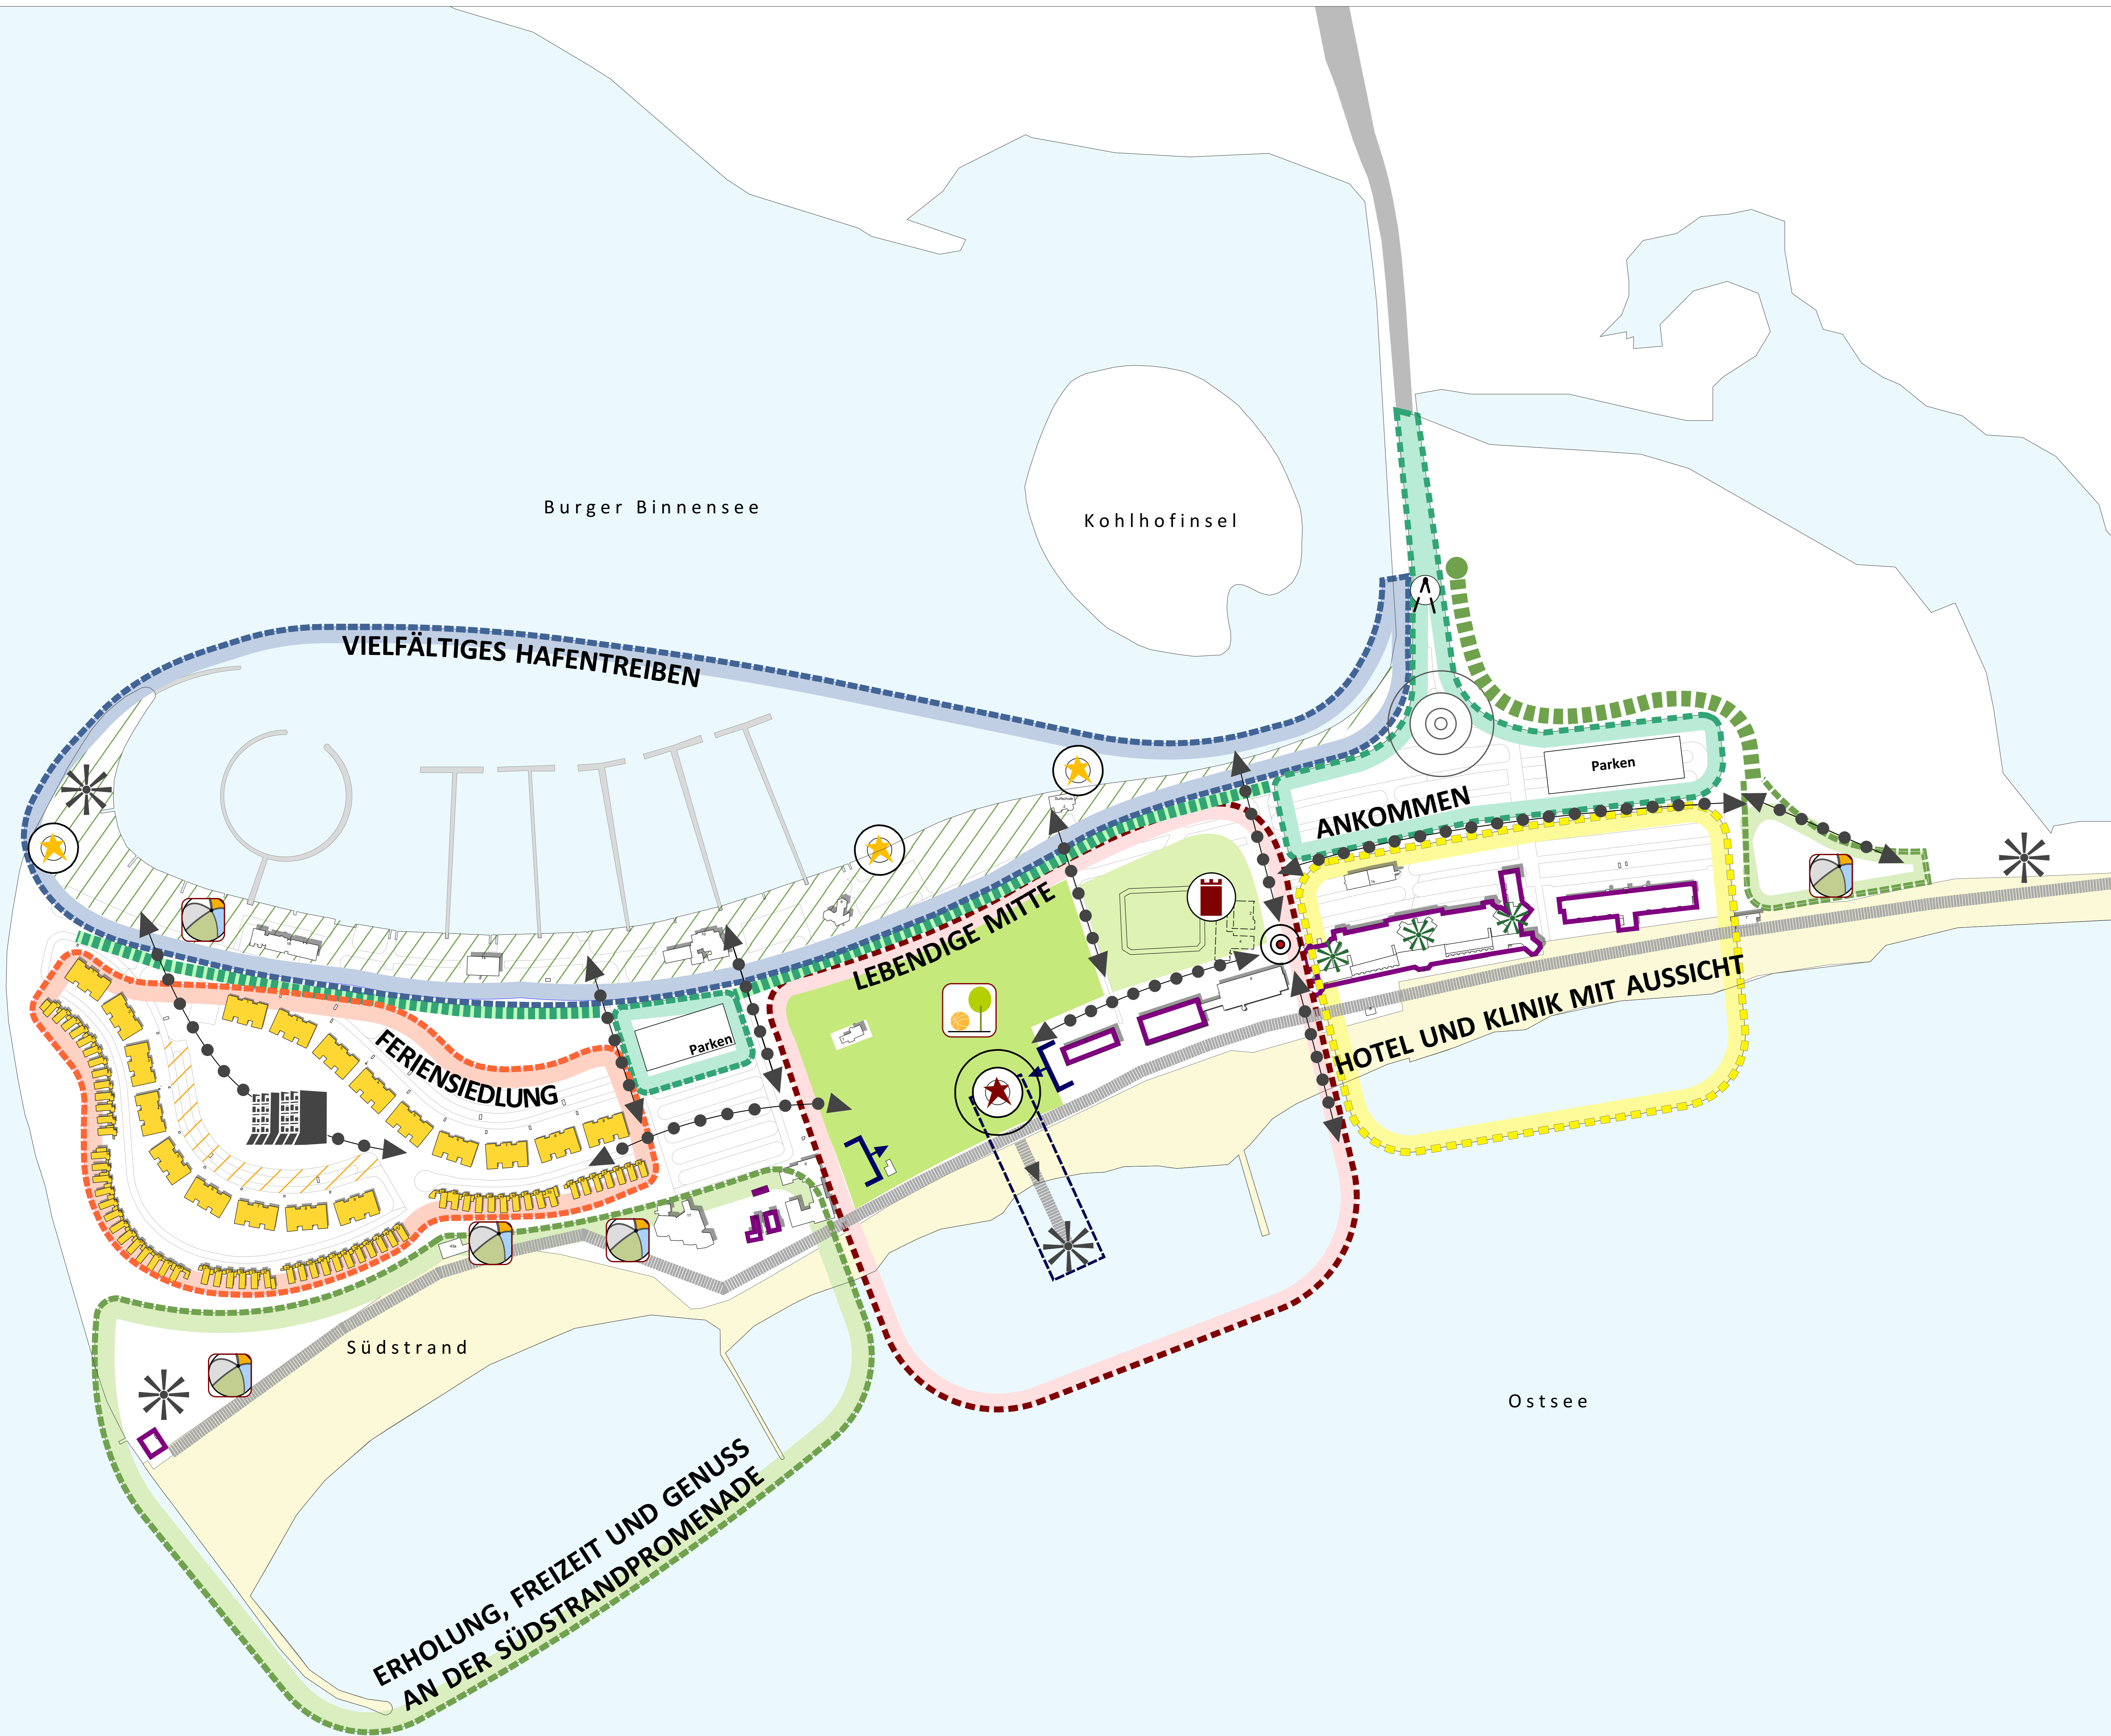 Burger Binnensee
Kohlhofinsel
VIELFÄLTIGES HAFENTREIBEN
Parken
ANKOMMEN
Surfschule
LEBENDIGE MITTE
HOTEL UND KLINIK MIT AUSSICHT
FERIENSIEDLUNG
Parken
Südstrand
Ostsee
ERHOLUNG, FREIZEIT UND GENUSS
AN DER SÜDSTRANDPROMENADE